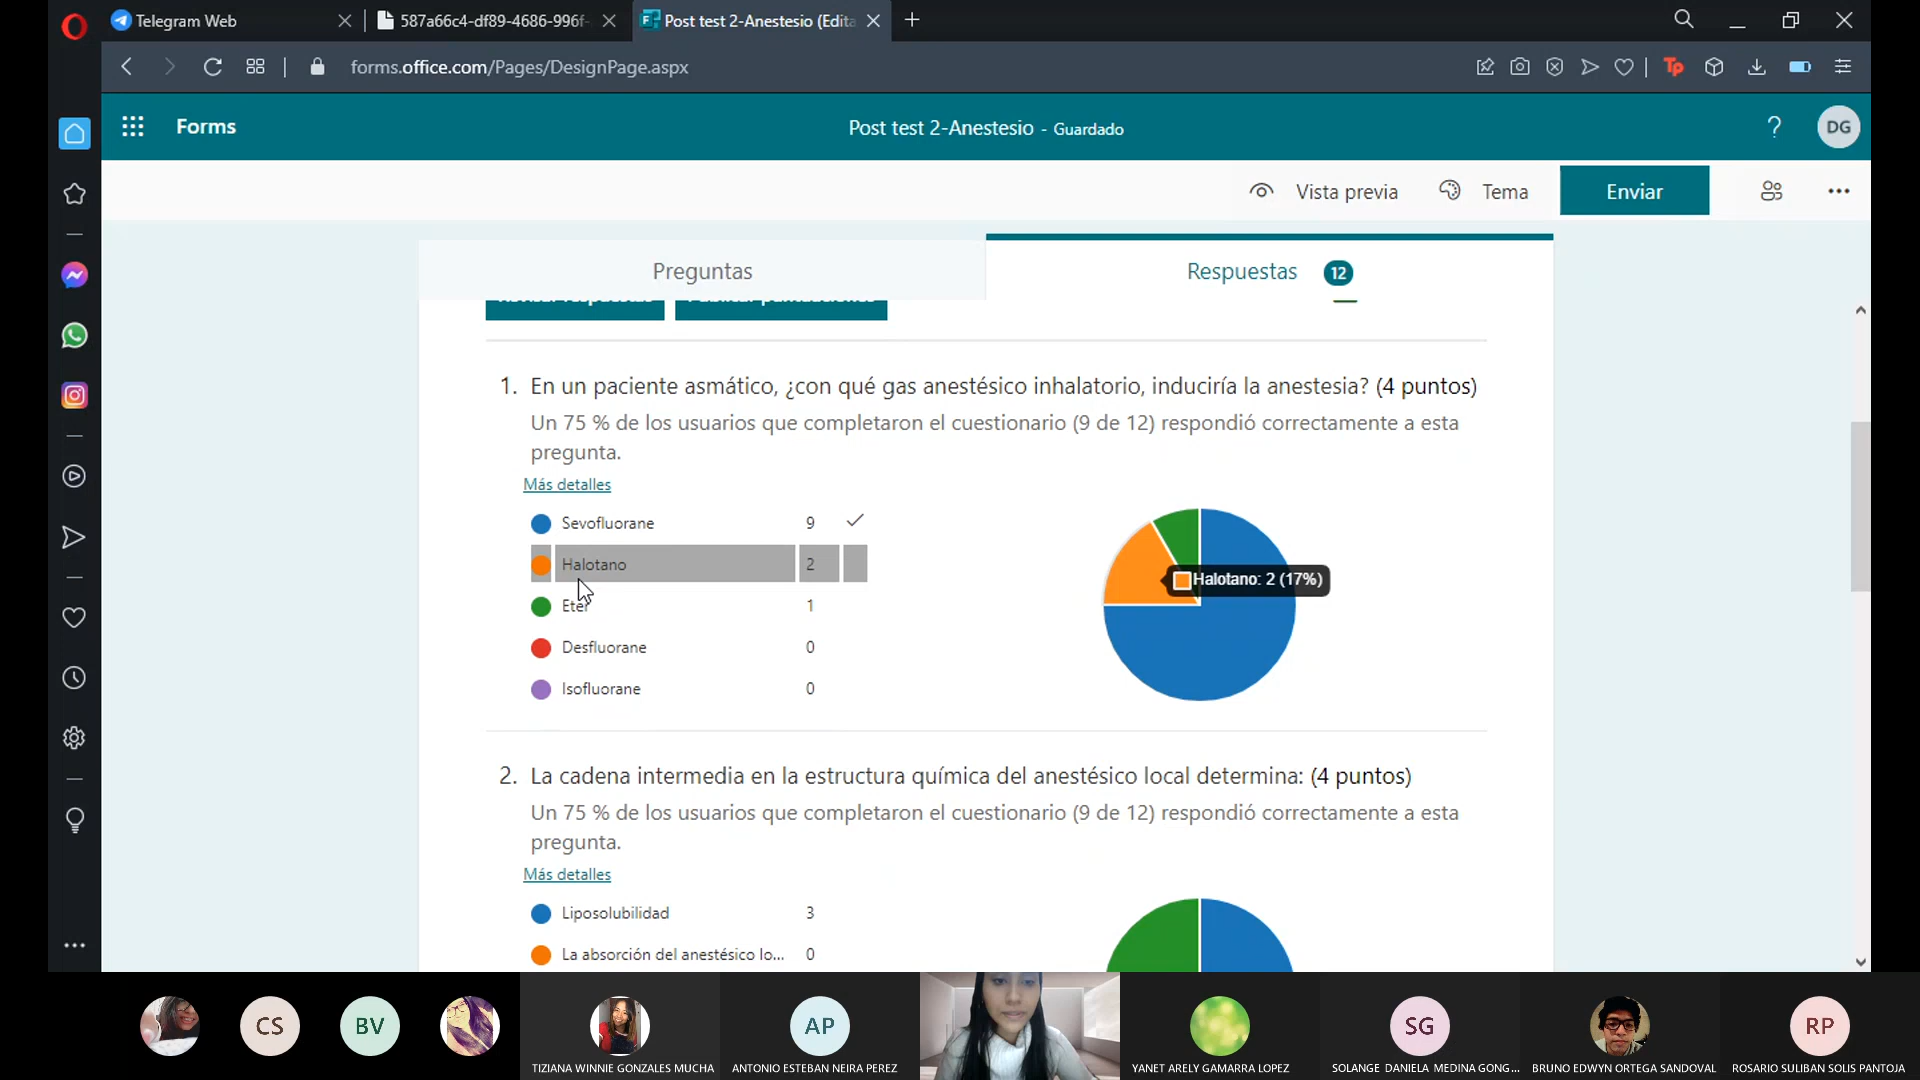 Telegram Web
587a66c4-df89-4686-996f-
Post test 2-Anestesio (Edita
forms.office.com/Pages/DesignPage.aspx
Tp
Forms
Post test 2-Anestesio - Guardado
?
DG
Vista previa
Tema
Enviar
Preguntas
Respuestas 12
1. En un paciente asmático, ¿con qué gas anestésico inhalatorio, induciría la anestesia? (4 puntos)
Un 75 % de los usuarios que completaron el cuestionario (9 de 12) respondió correctamente a esta
pregunta.
Más detalles
Sevofluorane 9
Halotano 2
Eter 1
Desfluorane 0
Isofluorane 0
Halotano: 2 (17%)
2. La cadena intermedia en la estructura química del anestésico local determina: (4 puntos)
Un 75 % de los usuarios que completaron el cuestionario (9 de 12) respondió correctamente a esta
pregunta.
Más detalles
Liposolubilidad 3
La absorción del anestésico lo... 0
CS
BV
AP
SG
RP
TIZIANA WINNIE GONZALES MUCHA
ANTONIO ESTEBAN NEIRA PEREZ
YANET ARELY GAMARRA LOPEZ
SOLANGE DANIELA MEDINA GONG...
BRUNO EDWYN ORTEGA SANDOVAL
ROSARIO SULIBAN SOLIS PANTOJA